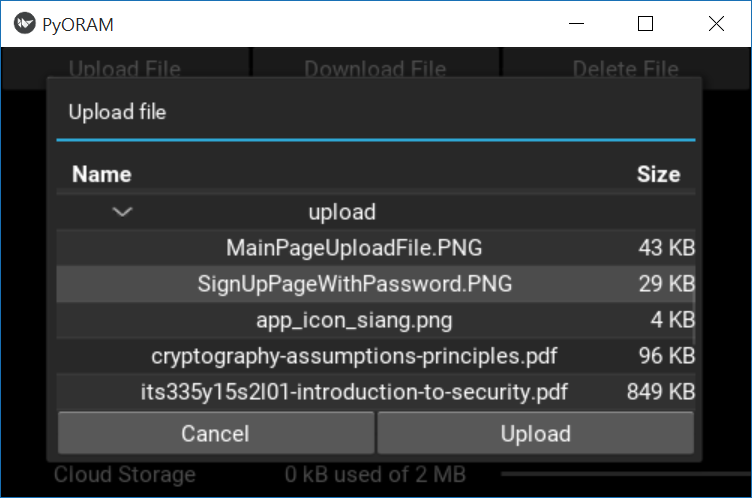 PyORAM
Upload File Download File Delete File
Upload file
Name Size
upload
MainPageUploadFile.PNG 43 KB
SignUpPageWithPassword.PNG 29 KB
app_icon_siang.png 4 KB
cryptography-assumptions-principles.pdf 96 KB
its335y15s2l01-introduction-to-security.pdf 849 KB
Cancel Upload
Cloud Storage 0 kB used of 2 MB